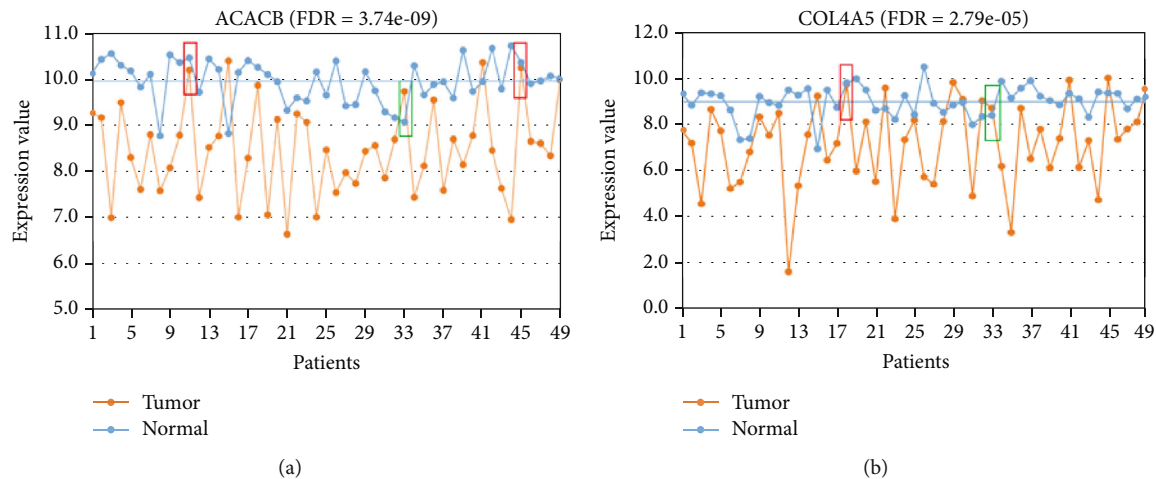 ACACB (FDR = 3.74e-09)
Expression value
11.0
10.0
9.0
8.0
7.0
6.0
5.0
1 5 9 13 17 21 25 29 33 37 41 45 49
Patients
Tumor
Normal
(a)
COL4A5 (FDR = 2.79e-05)
Expression value
12.0
10.0
8.0
6.0
4.0
2.0
0.0
1 5 9 13 17 21 25 29 33 37 41 45 49
Patients
Tumor
Normal
(b)